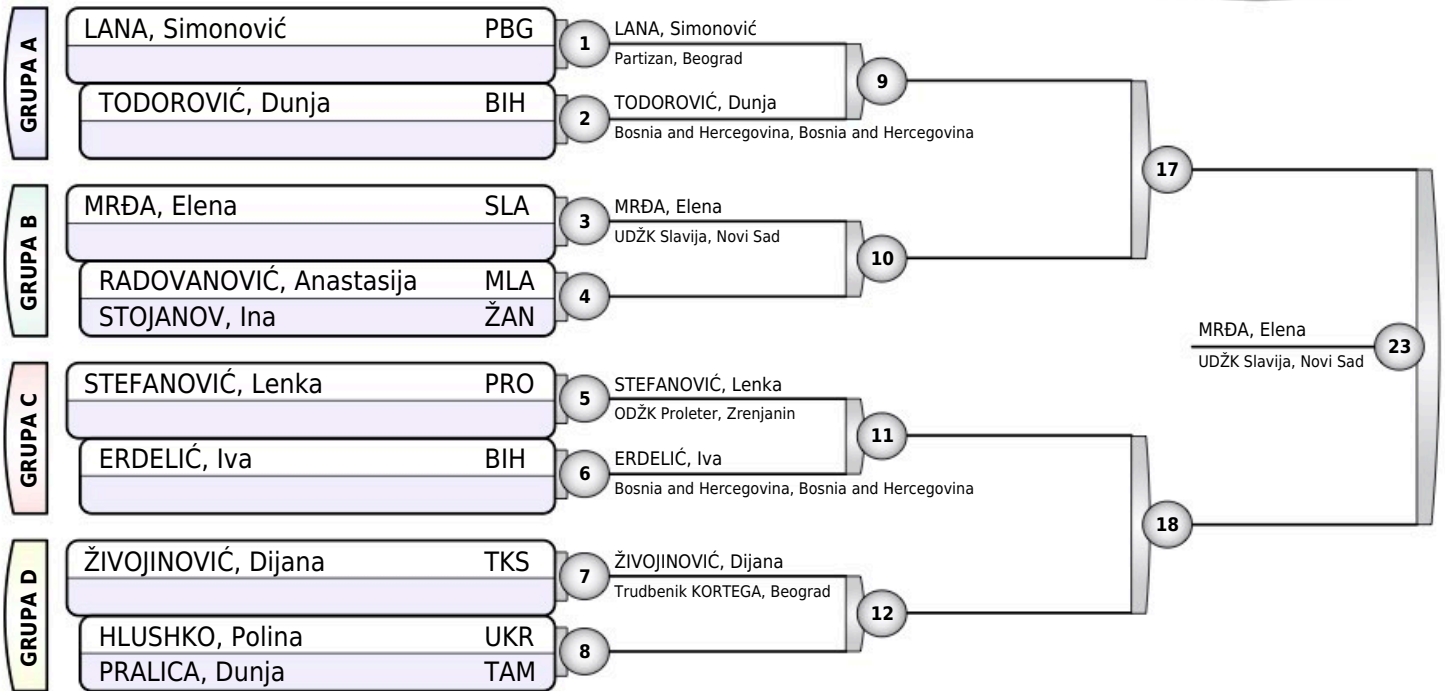 GRUPA A
LANA, Simonović PBG
1
LANA, Simonović
Partizan, Beograd
TODOROVIĆ, Dunja BIH
2
TODOROVIĆ, Dunja
Bosnia and Hercegovina, Bosnia and Hercegovina
9
GRUPA B
MRĐA, Elena SLA
3
MRĐA, Elena
UDŽK Slavija, Novi Sad
RADOVANOVIĆ, Anastasija MLA
STOJANOV, Ina ŽAN
4
10
17
GRUPA C
STEFANOVIĆ, Lenka PRO
5
STEFANOVIĆ, Lenka
ODŽK Proleter, Zrenjanin
ERDELIĆ, Iva BIH
6
ERDELIĆ, Iva
Bosnia and Hercegovina, Bosnia and Hercegovina
11
GRUPA D
ŽIVOJINOVIĆ, Dijana TKS
7
ŽIVOJINOVIĆ, Dijana
Trudbenik KORTEGA, Beograd
HLUSHKO, Polina UKR
PRALICA, Dunja TAM
8
12
18
MRĐA, Elena
UDŽK Slavija, Novi Sad
23